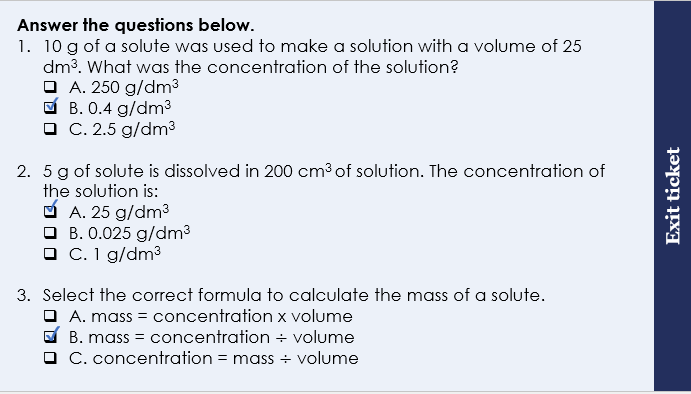 Answer the questions below.
1. 10 g of a solute was used to make a solution with a volume of 25
dm³. What was the concentration of the solution?
☐ A. 250 g/dm³
☑ B. 0.4 g/dm³
☐ C. 2.5 g/dm³
2. 5 g of solute is dissolved in 200 cm³ of solution. The concentration of
the solution is:
☑ A. 25 g/dm³
☐ B. 0.025 g/dm³
☐ C. 1 g/dm³
3. Select the correct formula to calculate the mass of a solute.
☐ A. mass = concentration x volume
☑ B. mass = concentration ÷ volume
☐ C. concentration = mass ÷ volume
Exit ticket